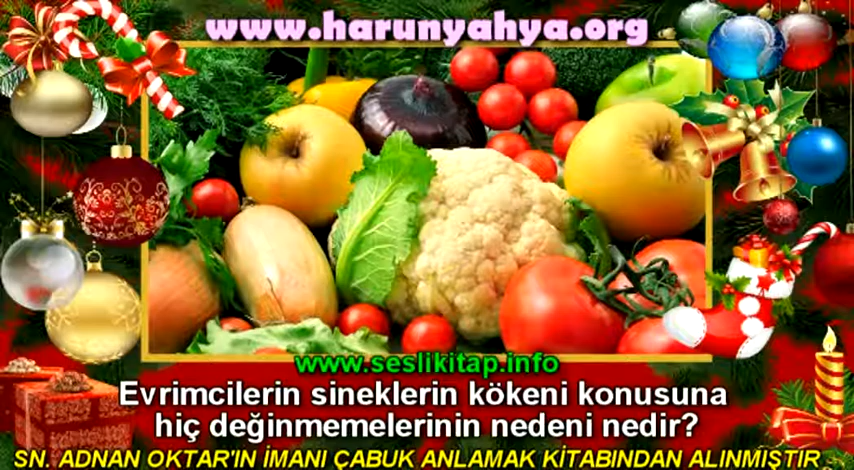 www.harunyahya.org
www.seslikitap.info
Evrimcilerin sineklerin kökeni konusuna
hiç değinmemelerinin nedeni nedir?
SN. ADNAN OKTAR'IN İMANI ÇABUK ANLAMAK KİTABINDAN ALINMISTIR